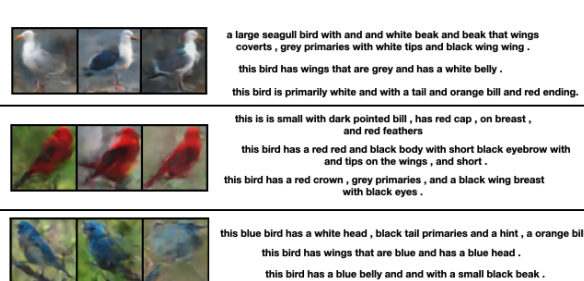 a large seagull bird with and and white beak and beak that wings
coverts , grey primaries with white tips and black wing wing .
this bird has wings that are grey and has a white belly .
this bird is primarily white and with a tail and orange bill and red ending.
this is is small with dark pointed bill , has red cap , on breast ,
and red feathers
this bird has a red red and black body with short black eyebrow with
and tips on the wings , and short .
this bird has a red crown , grey primaries , and a black wing breast
with black eyes .
this blue bird has a white head , black tail primaries and a hint , a orange bil
this bird has wings that are blue and has a blue head .
this bird has a blue belly and and with a small black beak .